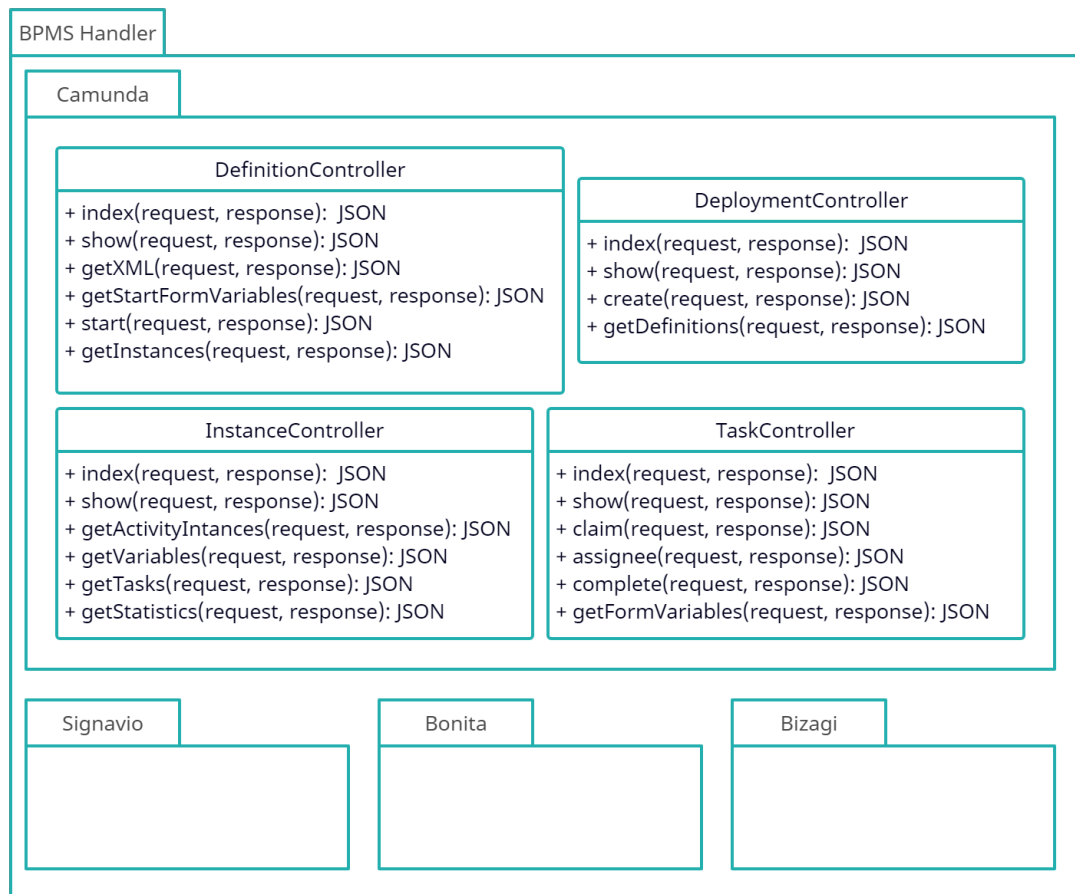 BPMS Handler
Camunda
DefinitionController
+ index(request, response):  JSON
+ show(request, response): JSON
+ getXML(request, response): JSON
+ getStartFormVariables(request, response): JSON
+ start(request, response): JSON
+ getInstances(request, response): JSON
DeploymentController
+ index(request, response):  JSON
+ show(request, response): JSON
+ create(request, response): JSON
+ getDefinitions(request, response): JSON
InstanceController
+ index(request, response):  JSON
+ show(request, response): JSON
+ getActivityIntances(request, response): JSON
+ getVariables(request, response): JSON
+ getTasks(request, response): JSON
+ getStatistics(request, response): JSON
TaskController
+ index(request, response):  JSON
+ show(request, response): JSON
+ claim(request, response): JSON
+ assignee(request, response): JSON
+ complete(request, response): JSON
+ getFormVariables(request, response): JSON
Signavio
Bonita
Bizagi